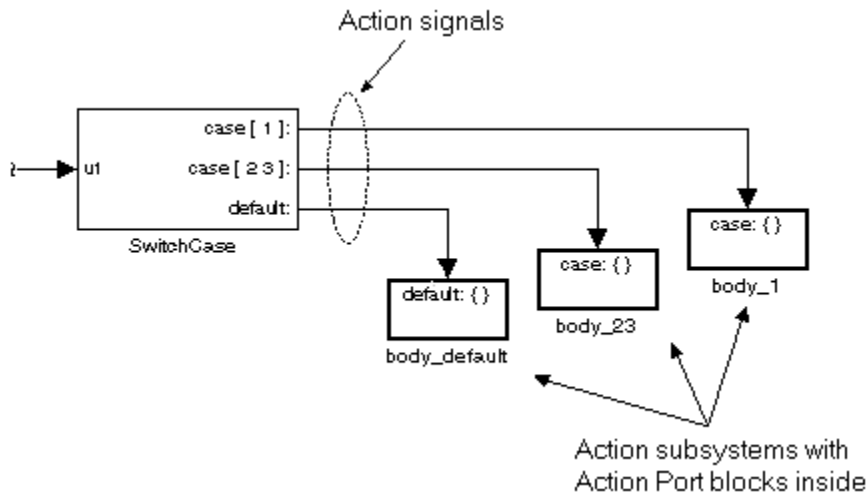 Action signals
case [ 1 ]:
u1
case [ 2 3 ]:
default:
SwitchCase
case: { }
body_1
case: { }
body_23
default: { }
body_default
Action subsystems with
Action Port blocks inside